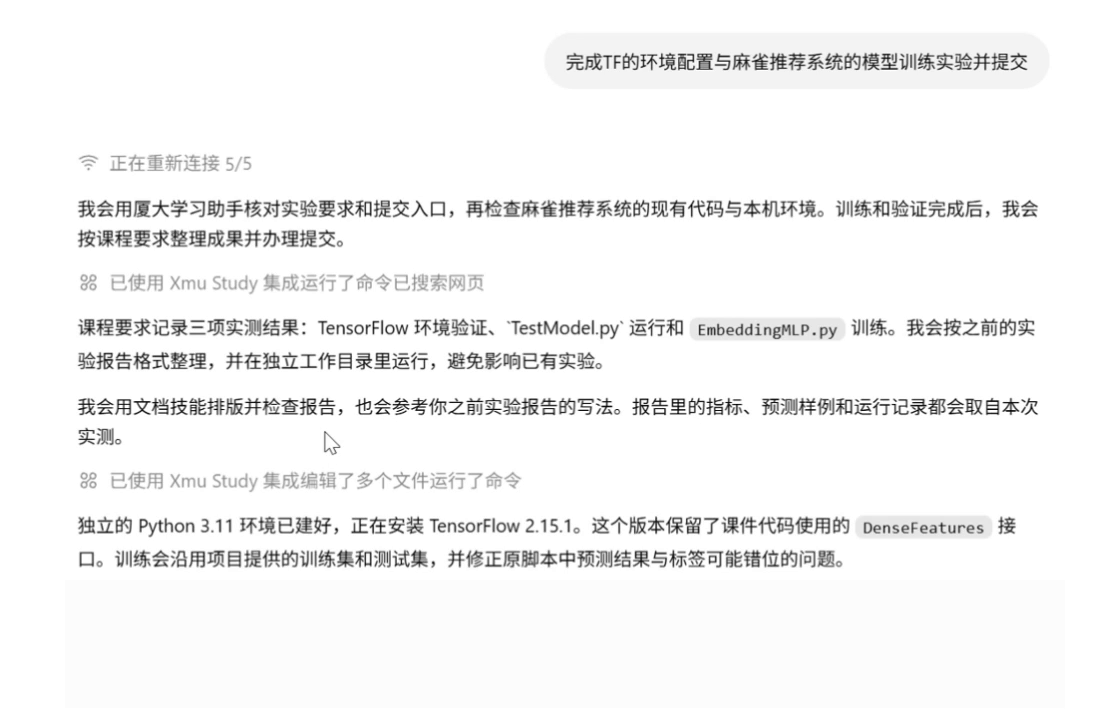 完成TF的环境配置与麻雀推荐系统的模型训练实验并提交
正在重新连接 5/5
我会用厦大学习助手核对实验要求和提交入口，再检查麻雀推荐系统的现有代码与本机环境。训练和验证完成后，我会
按课程要求整理成果并办理提交。
已使用 Xmu Study 集成运行了命令已搜索网页
课程要求记录三项实测结果：TensorFlow 环境验证、`TestModel.py` 运行和 EmbeddingMLP.py 训练。我会按之前的实
验报告格式整理，并在独立工作目录里运行，避免影响已有实验。
我会用文档技能排版并检查报告，也会参考你之前实验报告的写法。报告里的指标、预测样例和运行记录都会取自本次
实测。
已使用 Xmu Study 集成编辑了多个文件运行了命令
独立的 Python 3.11 环境已建好，正在安装 TensorFlow 2.15.1。这个版本保留了课件代码使用的 DenseFeatures 接
口。训练会沿用项目提供的训练集和测试集，并修正原脚本中预测结果与标签可能错位的问题。